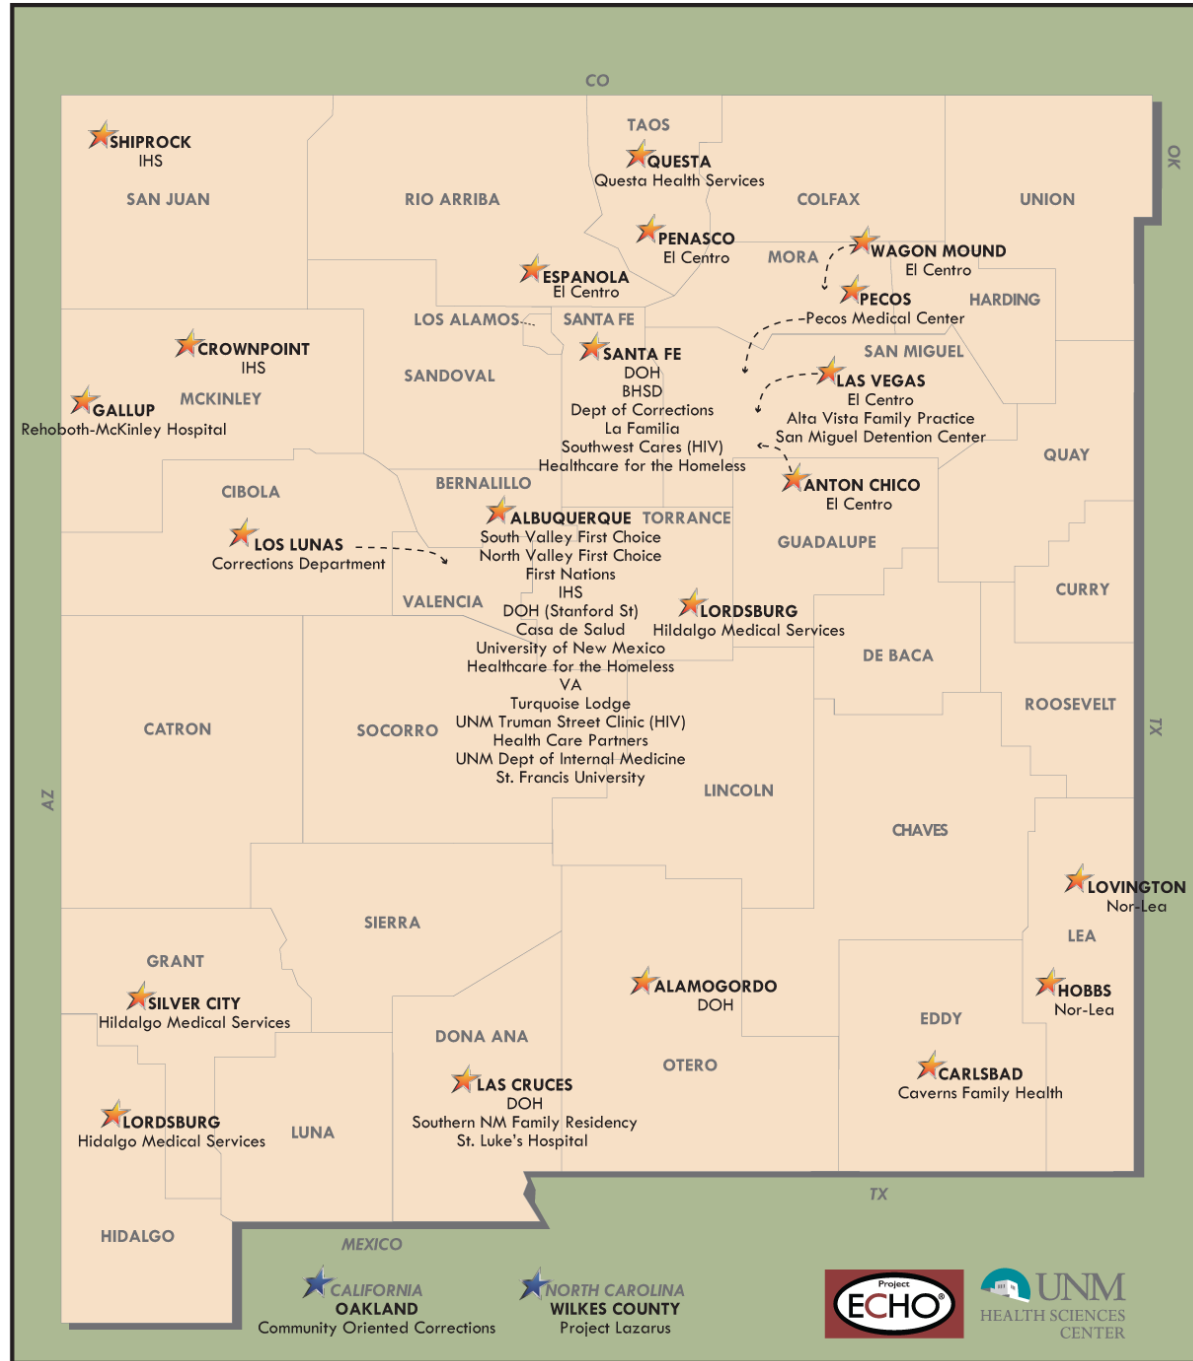 CO
TAOS
SHIPROCK
IHS
QUESTA
Questa Health Services
OK
SAN JUAN
RIO ARRIBA
COLFAX
UNION
PENASCO
El Centro
MORA
WAGON MOUND
El Centro
ESPANOLA
El Centro
PECOS
Pecos Medical Center
HARDING
LOS ALAMOS
SANTA FE
CROWNPOINT
IHS
SANTA FE
DOH
BHSD
Dept of Corrections
La Familia
Southwest Cares (HIV)
Healthcare for the Homeless
SAN MIGUEL
SANDOVAL
LAS VEGAS
El Centro
Alta Vista Family Practice
San Miguel Detention Center
MCKINLEY
GALLUP
Rehoboth-McKinley Hospital
QUAY
BERNALILLO
CIBOLA
ANTON CHICO
El Centro
ALBUQUERQUE
South Valley First Choice
North Valley First Choice
First Nations
IHS
DOH (Stanford St)
Casa de Salud
University of New Mexico
Healthcare for the Homeless
VA
Turquoise Lodge
UNM Truman Street Clinic (HIV)
Health Care Partners
UNM Dept of Internal Medicine
St. Francis University
TORRANCE
GUADALUPE
LOS LUNAS
Corrections Department
CURRY
VALENCIA
LORDSBURG
Hildalgo Medical Services
DE BACA
ROOSEVELT
TX
CATRON
SOCORRO
AZ
LINCOLN
CHAVES
LOVINGTON
Nor-Lea
SIERRA
LEA
GRANT
SILVER CITY
Hildalgo Medical Services
ALAMOGORDO
DOH
HOBBS
Nor-Lea
EDDY
DONA ANA
OTERO
CARLSBAD
Caverns Family Health
LAS CRUCES
DOH
Southern NM Family Residency
St. Luke's Hospital
LORDSBURG
Hidalgo Medical Services
LUNA
TX
HIDALGO
MEXICO
CALIFORNIA
OAKLAND
Community Oriented Corrections
NORTH CAROLINA
WILKES COUNTY
Project Lazarus
Project
ECHO®
UNM
HEALTH SCIENCES
CENTER